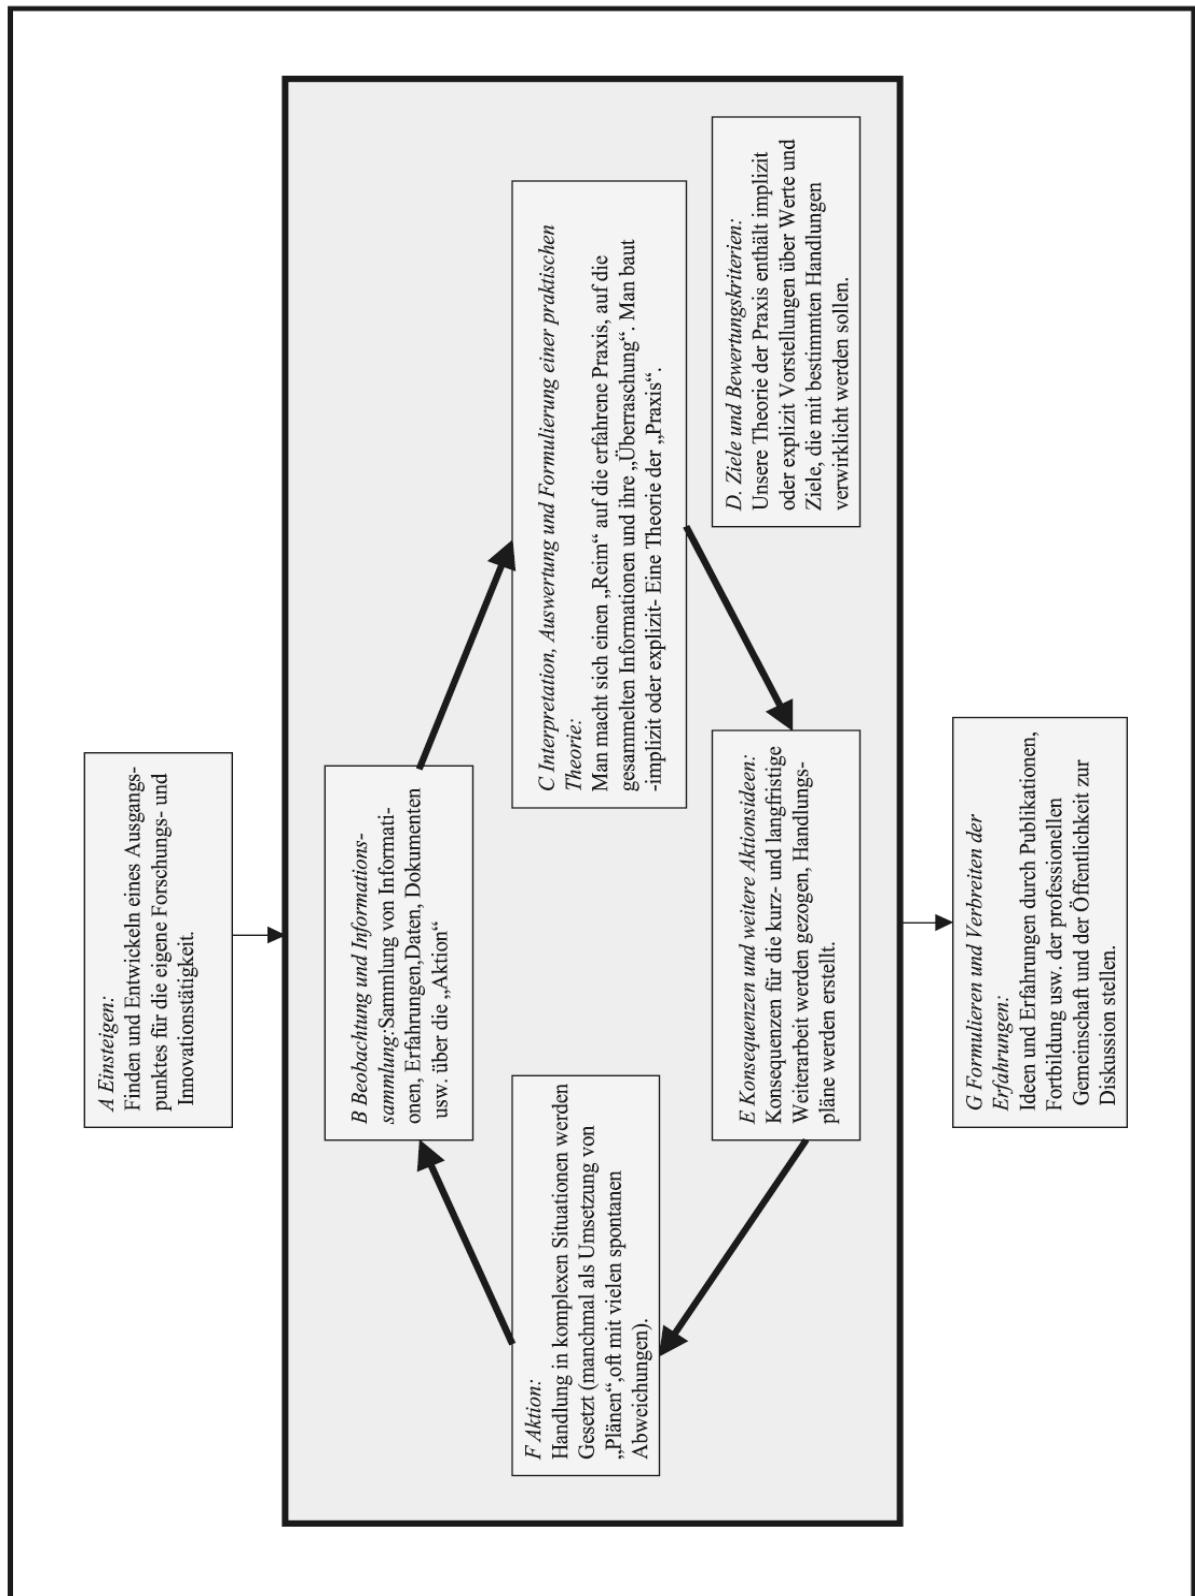 A Einsteigen:
Finden und Entwickeln eines Ausgangs-
punktes für die eigene Forschungs- und
Innovationstätigkeit.
B Beobachtung und Informations-
sammlung:Sammlung von Informati-
onen, Erfahrungen,Daten, Dokumenten
usw. über die „Aktion“
C Interpretation, Auswertung und Formulierung einer praktischen
Theorie:
Man macht sich einen „Reim“ auf die erfahrene Praxis, auf die
gesammelten Informationen und ihre „Überraschung“. Man baut
-implizit oder explizit- Eine Theorie der „Praxis“.
D. Ziele und Bewertungskriterien:
Unsere Theorie der Praxis enthält implizit
oder explizit Vorstellungen über Werte und
Ziele, die mit bestimmten Handlungen
verwirklicht werden sollen.
E Konsequenzen und weitere Aktionsideen:
Konsequenzen für die kurz- und langfristige
Weiterarbeit werden gezogen, Handlungs-
pläne werden erstellt.
F Aktion:
Handlung in komplexen Situationen werden
Gesetzt (manchmal als Umsetzung von
„Plänen“,oft mit vielen spontanen
Abweichungen).
G Formulieren und Verbreiten der
Erfahrungen:
Ideen und Erfahrungen durch Publikationen,
Fortbildung usw. der professionellen
Gemeinschaft und der Öffentlichkeit zur
Diskussion stellen.